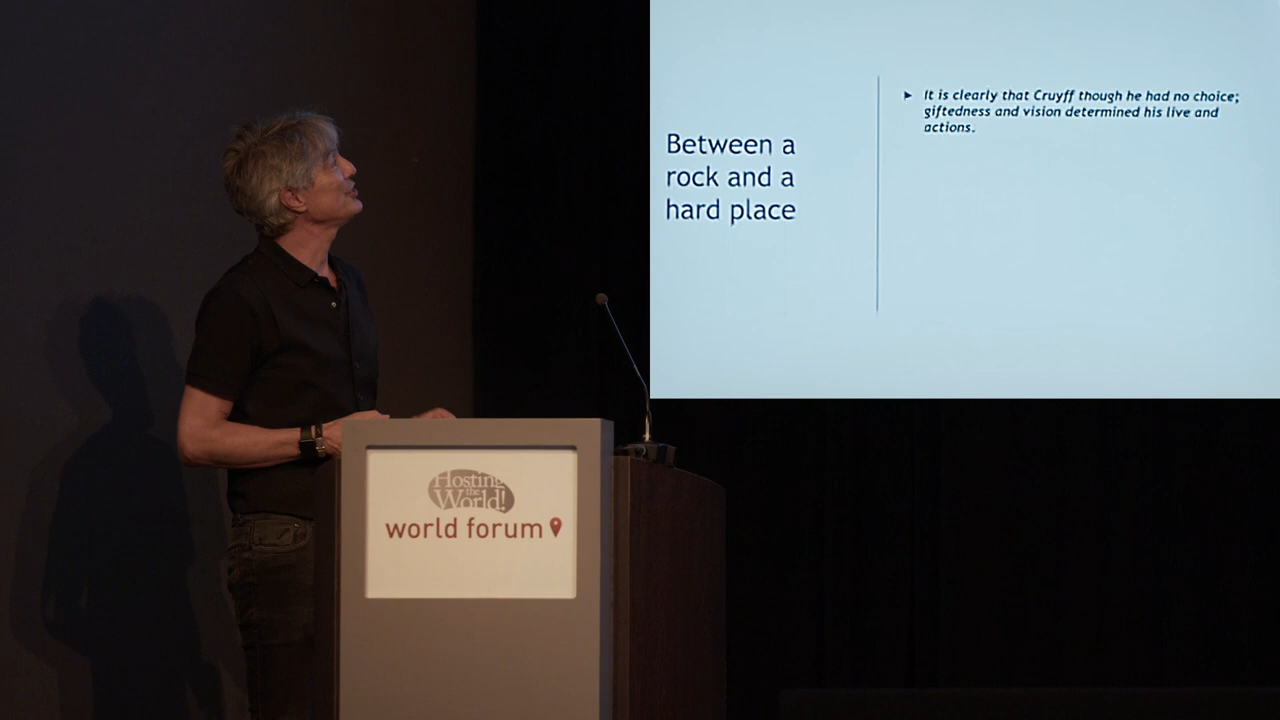 Between a
rock and a
hard place
► It is clearly that Cruyff though he had no choice;
giftedness and vision determined his live and
actions.
Hosting
the
World!
world forum